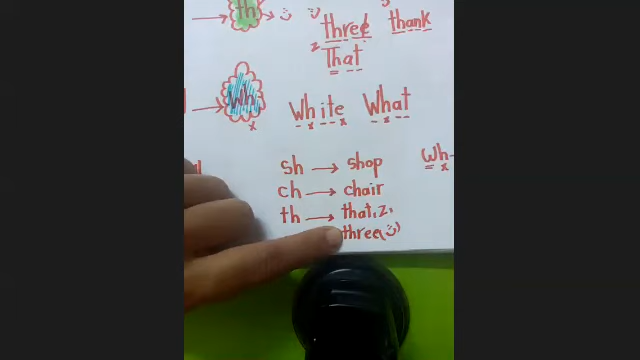 th
three thank
That
wh
White What
x
sh → shop
ch → chair
th → that
three
wh